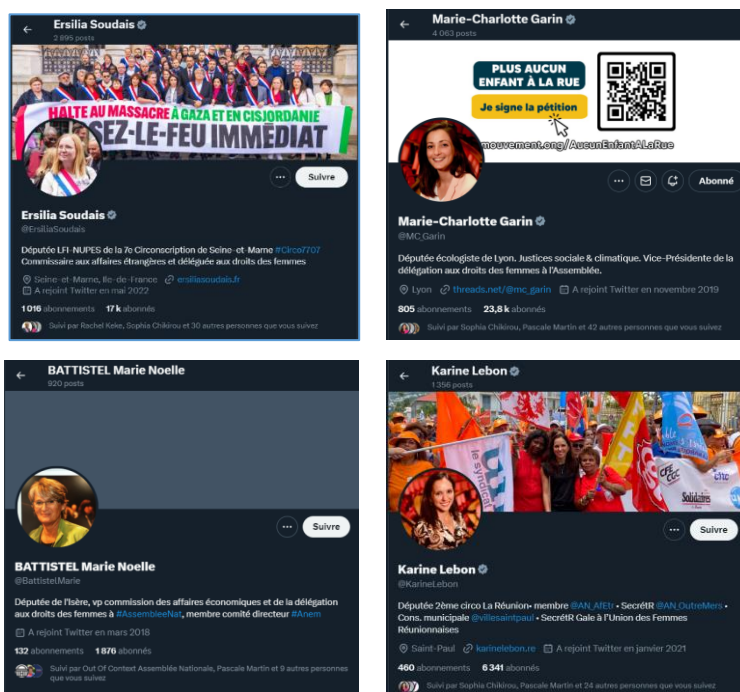 Ersilia Soudais
2 895 posts
HALTE AU MASSACRE À GAZA ET EN CISJORDANIE
SEZ-LE-FEU IMMÉDIAT
Suivre
Ersilia Soudais
@ErsiliaSoudais
Députée LFI-NUPES de la 7e Circonscription de Seine-et-Marne #Circo7707
Commissaire aux affaires étrangères et déléguée aux droits des femmes
Seine-et-Marne, Ile-de-France ersiliasoudais.fr
A rejoint Twitter en mai 2022
1 016 abonnements 17 k abonnés
Suivi par Rachel Keke, Sophia Chikirou et 30 autres personnes que vous suivez
Marie-Charlotte Garin
4 063 posts
PLUS AUCUN
ENFANT À LA RUE
Je signe la pétition
mouvement.ong/AucunEnfantALaRue
Abonné
Marie-Charlotte Garin
@MC_Garin
Députée écologiste de Lyon. Justices sociale & climatique. Vice-Présidente de la
délégation aux droits des femmes à l'Assemblée.
Lyon threads.net/@mc_garin A rejoint Twitter en novembre 2019
805 abonnements 23,8 k abonnés
Suivi par Sophia Chikirou, Pascale Martin et 42 autres personnes que vous suivez
BATTISTEL Marie Noelle
920 posts
Suivre
BATTISTEL Marie Noelle
@BattistelMarie
Députée de l'Isère, vp commission des affaires économiques et de la délégation
aux droits des femmes à #AssembleeNat, membre comité directeur #Anem
A rejoint Twitter en mars 2018
132 abonnements 1 876 abonnés
Suivi par Out Of Context Assemblée Nationale, Pascale Martin et 9 autres personnes
que vous suivez
Karine Lebon
1 356 posts
le syndicat
CFE
CGC
Solidaires
Suivre
Karine Lebon
@KarineLebon
Députée 2ème circo La Réunion• membre @AN_AfEtr • SecrétR @AN_OutreMers •
Cons. municipale @villesaintpaul • SecrétR Gale à l'Union des Femmes
Réunionnaises
Saint-Paul karinelebon.re A rejoint Twitter en janvier 2021
460 abonnements 6 341 abonnés
Suivi par Sophia Chikirou, Pascale Martin et 24 autres personnes que vous suivez